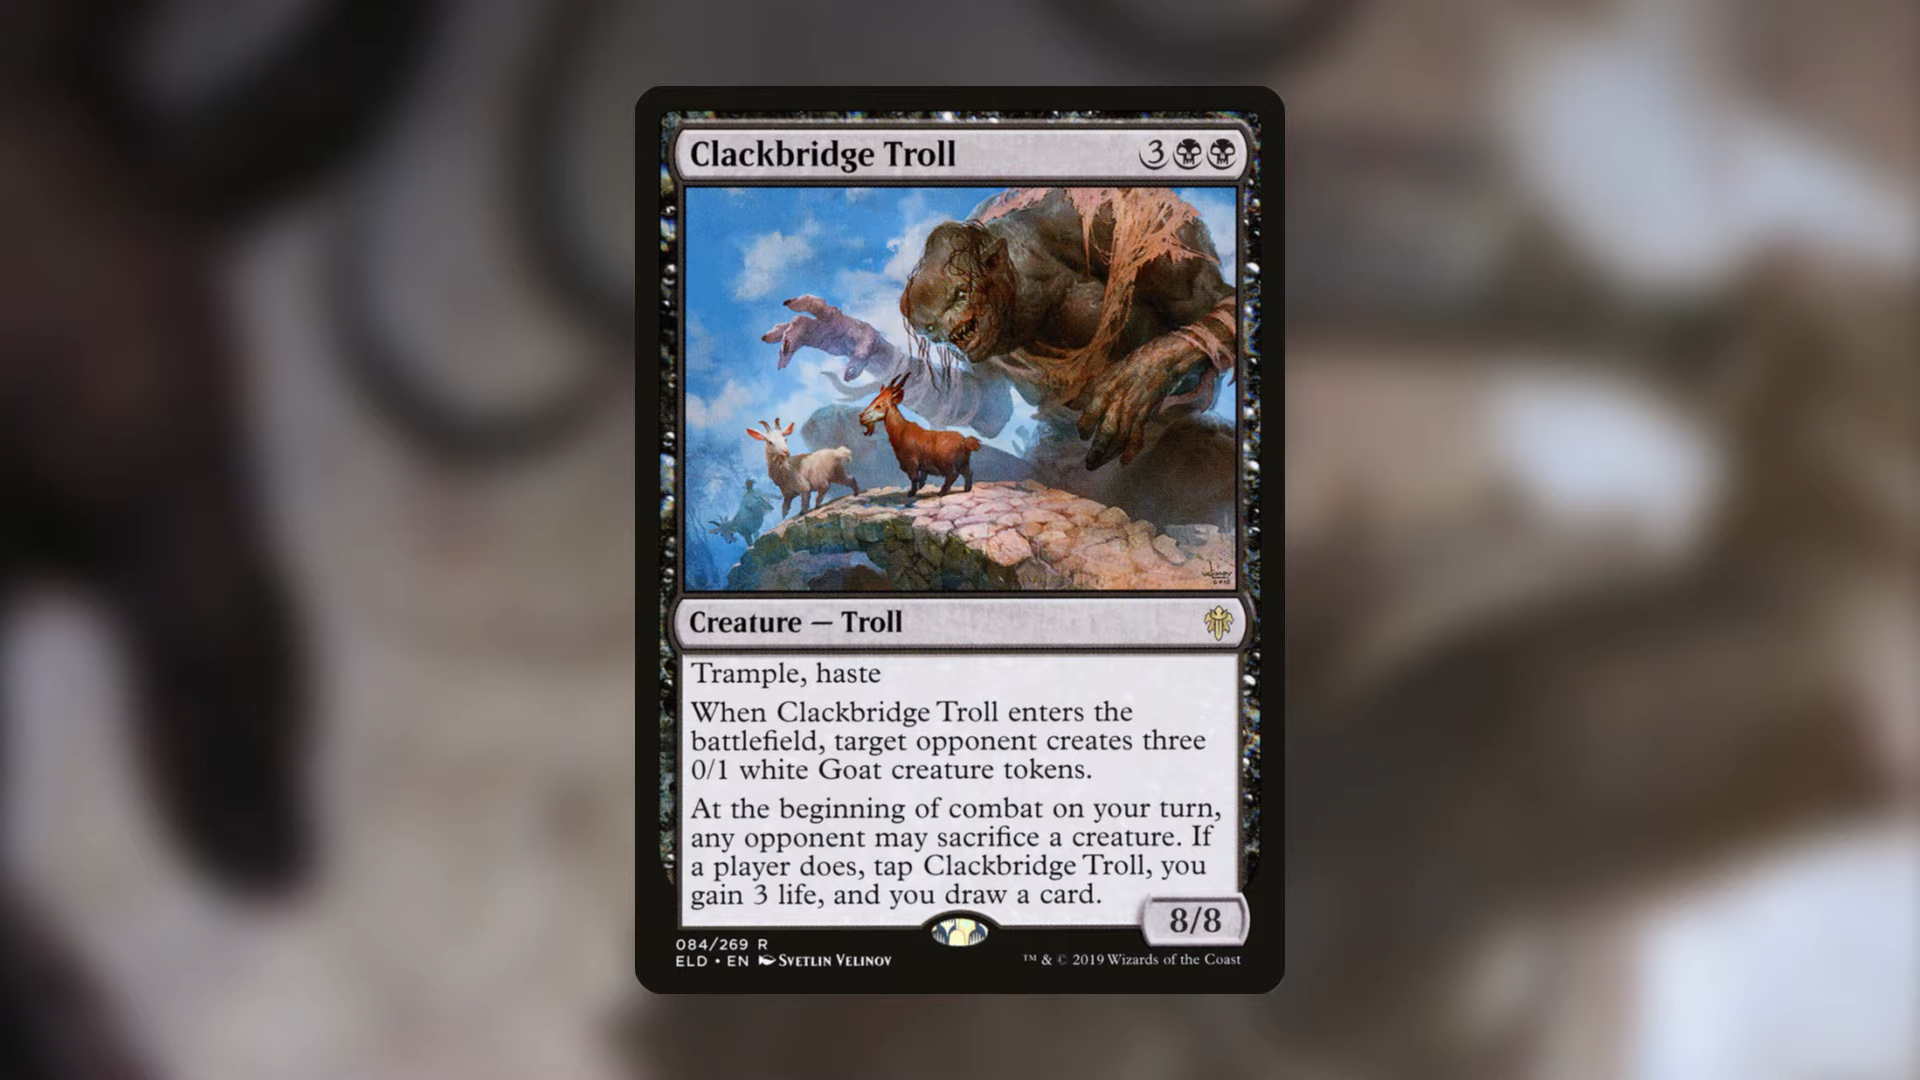 Clackbridge Troll 3
Creature — Troll
Trample, haste
When Clackbridge Troll enters the
battlefield, target opponent creates three
0/1 white Goat creature tokens.
At the beginning of combat on your turn,
any opponent may sacrifice a creature. If
a player does, tap Clackbridge Troll, you
gain 3 life, and you draw a card.
8/8
084/269 R
ELD • EN Svetlin Velinov
™ & © 2019 Wizards of the Coast